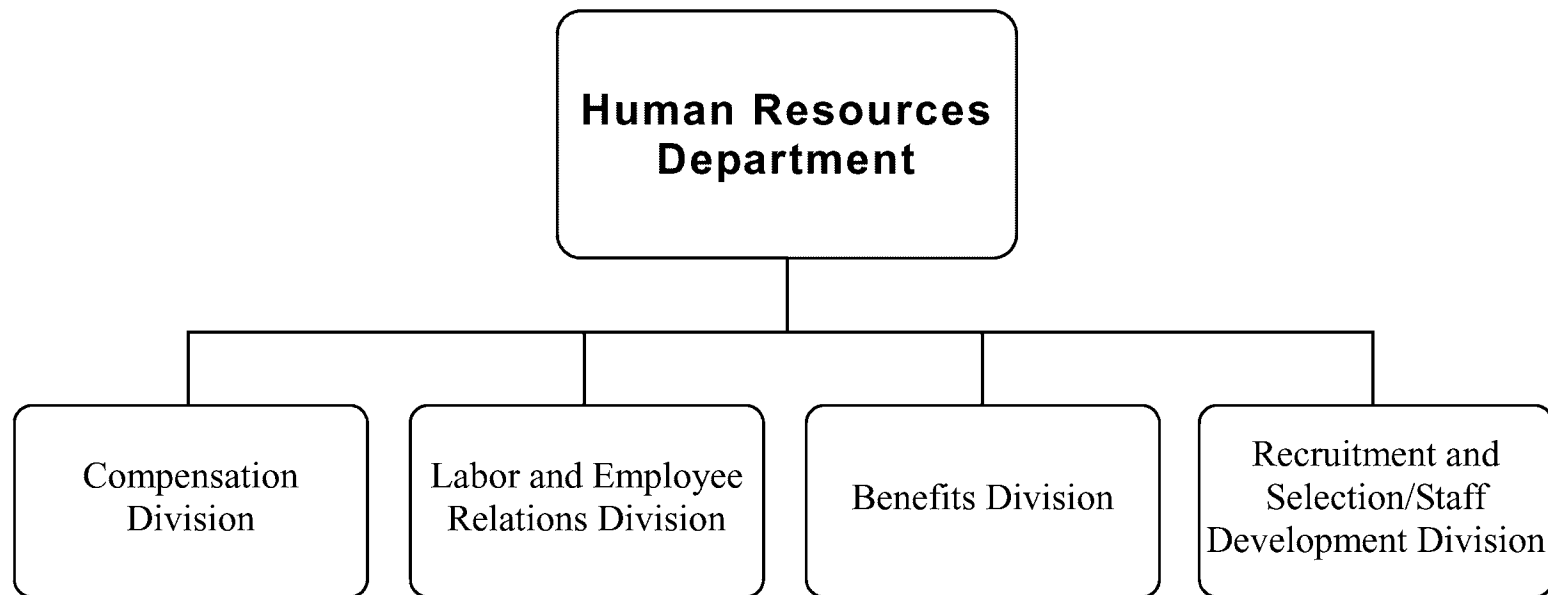 Human Resources
Department
Compensation
Division
Labor and Employee
Relations Division
Benefits Division
Recruitment and
Selection/Staff
Development Division